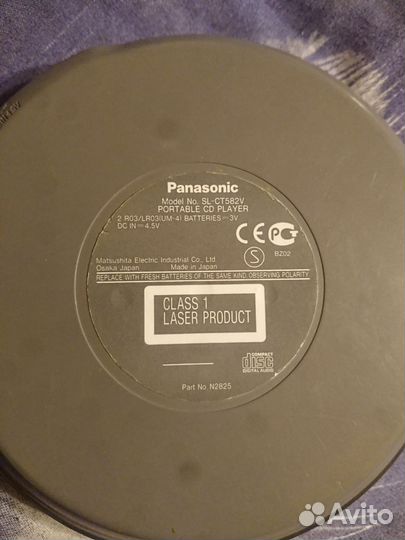 Panasonic
Model No. SL-CT582V
PORTABLE CD PLAYER
2 R03/LR03(UM-4) BATTERIES ⎓ 3V
DC IN ⎓ 4.5V
CE
S
BZ02
Matsushita Electric Industrial Co., Ltd
Osaka Japan Made in Japan
REPLACE WITH FRESH BATTERIES OF THE SAME KIND, OBSERVING POLARITY
CLASS 1
LASER PRODUCT
COMPACT
disc
DIGITAL AUDIO
Part No N2825
Avito